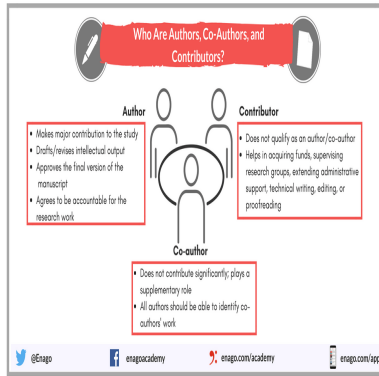 Who Are Authors, Co-Authors, and
Contributors?
Author
• Makes major contribution to the study
• Drafts/revises intellectual output
• Approves the final version of the
manuscript
• Agrees to be accountable for the
research work
Contributor
• Does not qualify as an author/co-author
• Helps in acquiring funds, supervising
research groups, extending administrative
support, technical writing, editing, or
proofreading
Co-author
• Does not contribute significantly; plays a
supplementary role
• All authors should be able to identify co-
authors' work
@Enago
enagoacademy
enago.com/academy
enago.com/app